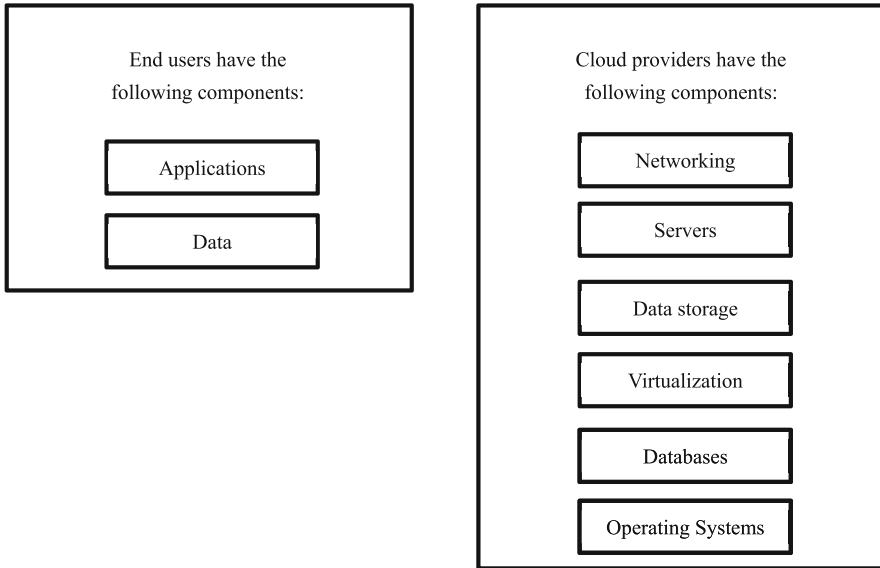 End users have the
following components:
Applications
Data
Cloud providers have the
following components:
Networking
Servers
Data storage
Virtualization
Databases
Operating Systems